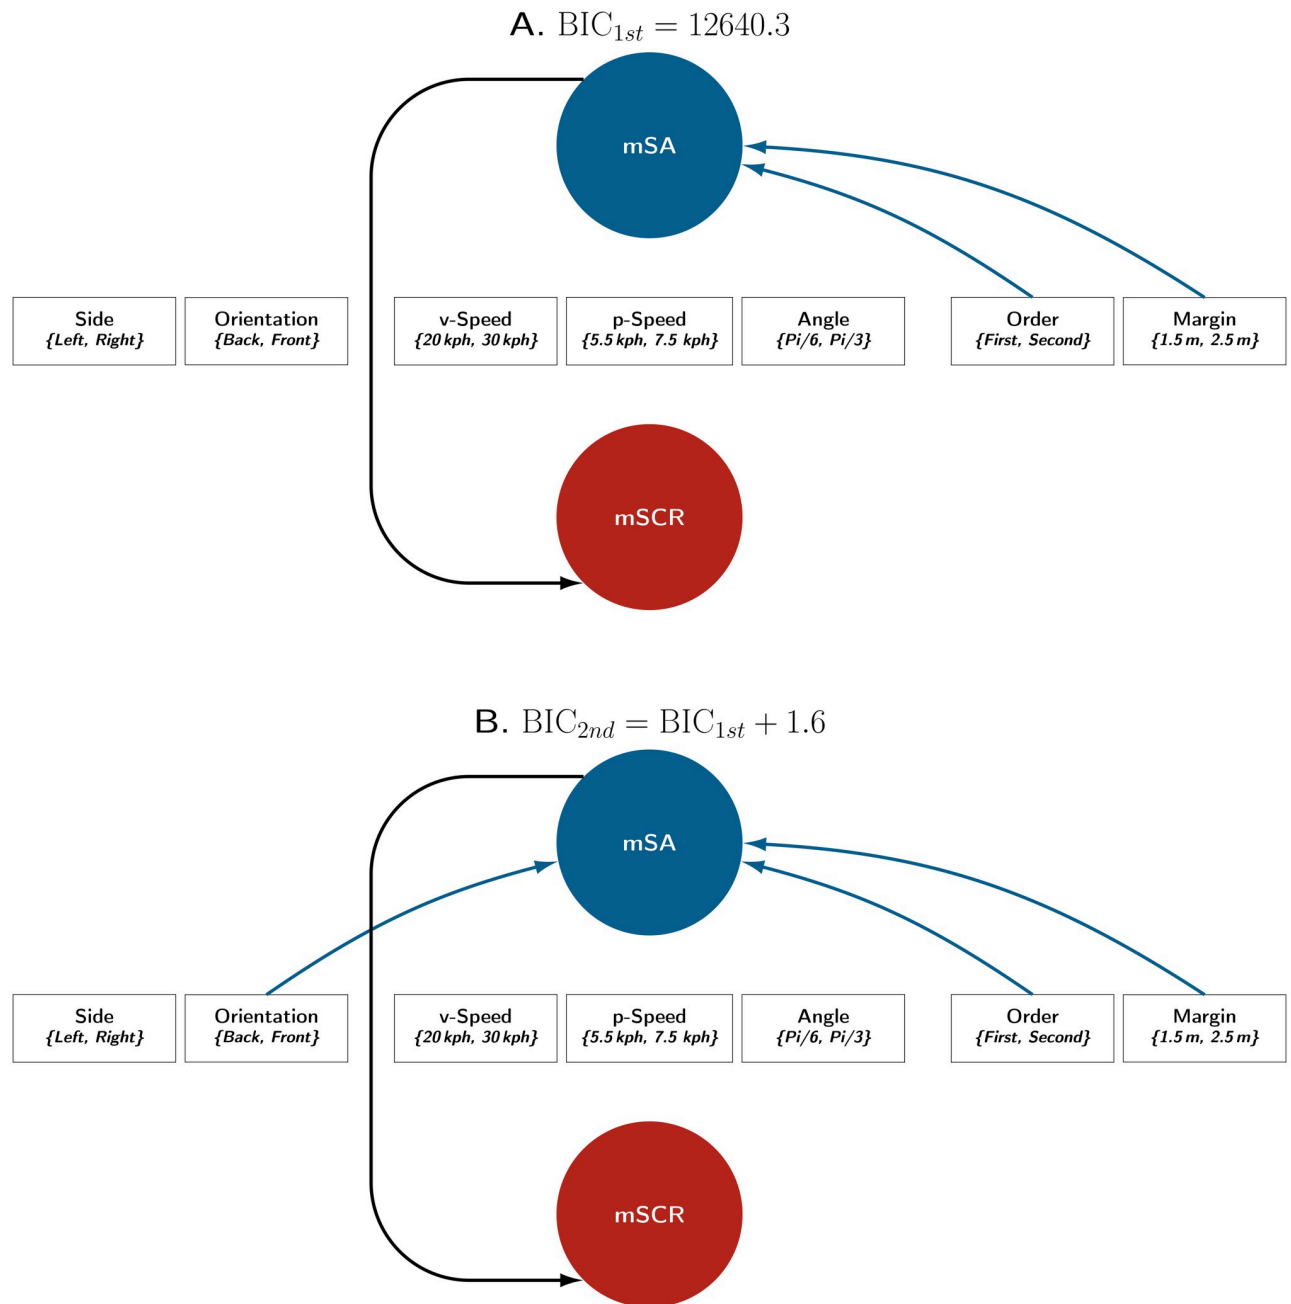 A. BIC1st = 12640.3
mSA
Side Orientation v-Speed p-Speed Angle Order Margin
{Left, Right} {Back, Front} {20 kph, 30 kph} {5.5 kph, 7.5 kph} {Pi/6, Pi/3} {First, Second} {1.5 m, 2.5 m}
mSCR
B. BIC2nd = BIC1st + 1.6
mSA
Side Orientation v-Speed p-Speed Angle Order Margin
{Left, Right} {Back, Front} {20 kph, 30 kph} {5.5 kph, 7.5 kph} {Pi/6, Pi/3} {First, Second} {1.5 m, 2.5 m}
mSCR